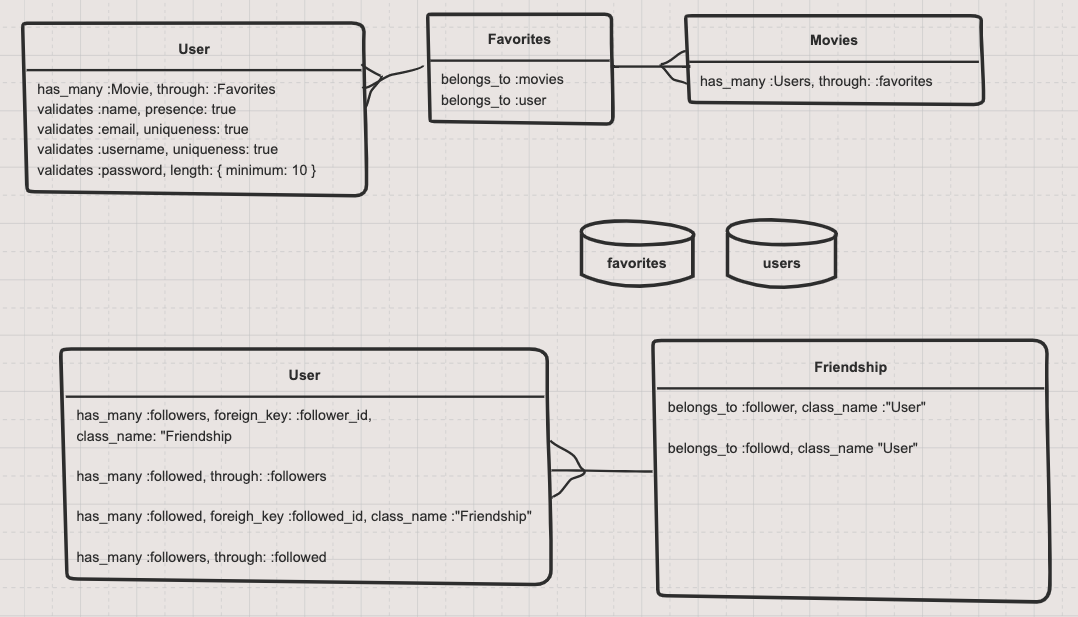 User
has_many :Movie, through: :Favorites
validates :name, presence: true
validates :email, uniqueness: true
validates :username, uniqueness: true
validates :password, length: { minimum: 10 }
Favorites
belongs_to :movies
belongs_to :user
Movies
has_many :Users, through: :favorites
favorites
users
User
has_many :followers, foreign_key: :follower_id,
class_name: "Friendship
has_many :followed, through: :followers
has_many :followed, foreigh_key :followed_id, class_name :"Friendship"
has_many :followers, through: :followed
Friendship
belongs_to :follower, class_name :"User"
belongs_to :followd, class_name "User"